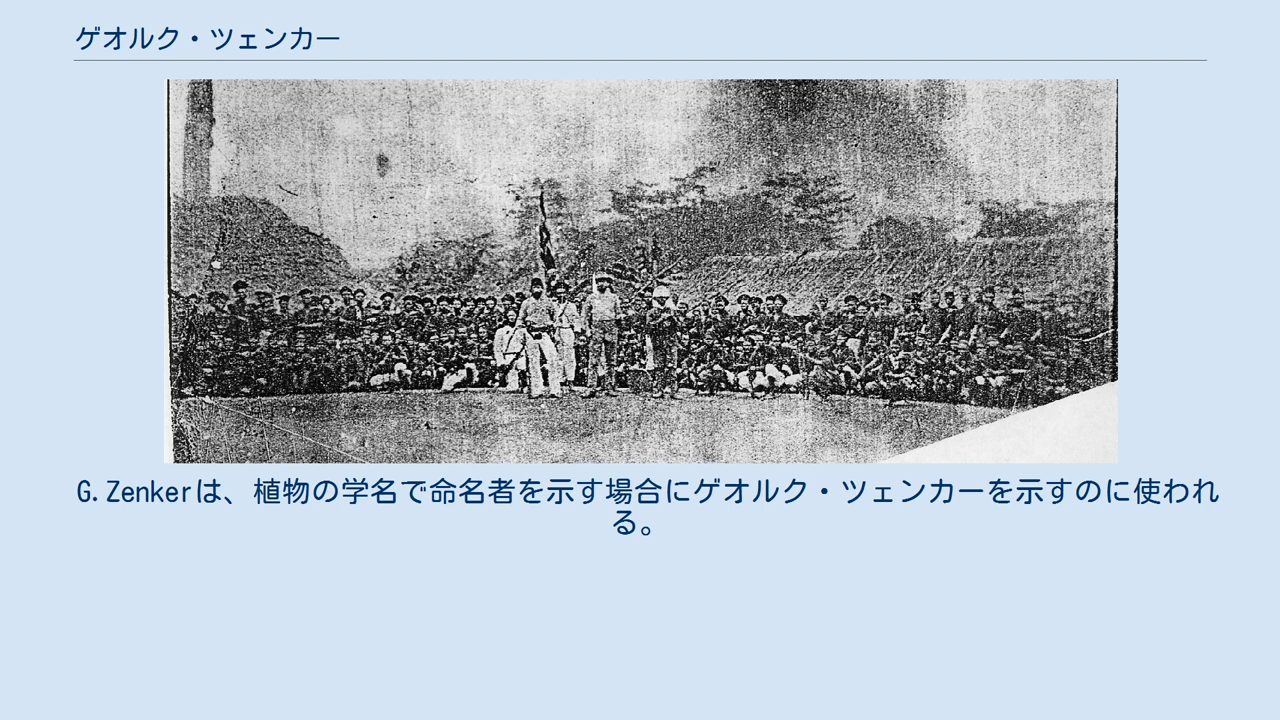 ゲオルク・ツェンカー
G. Zenkerは、植物の学名で命名者を示す場合にゲオルク・ツェンカーを示すのに使われ
る。